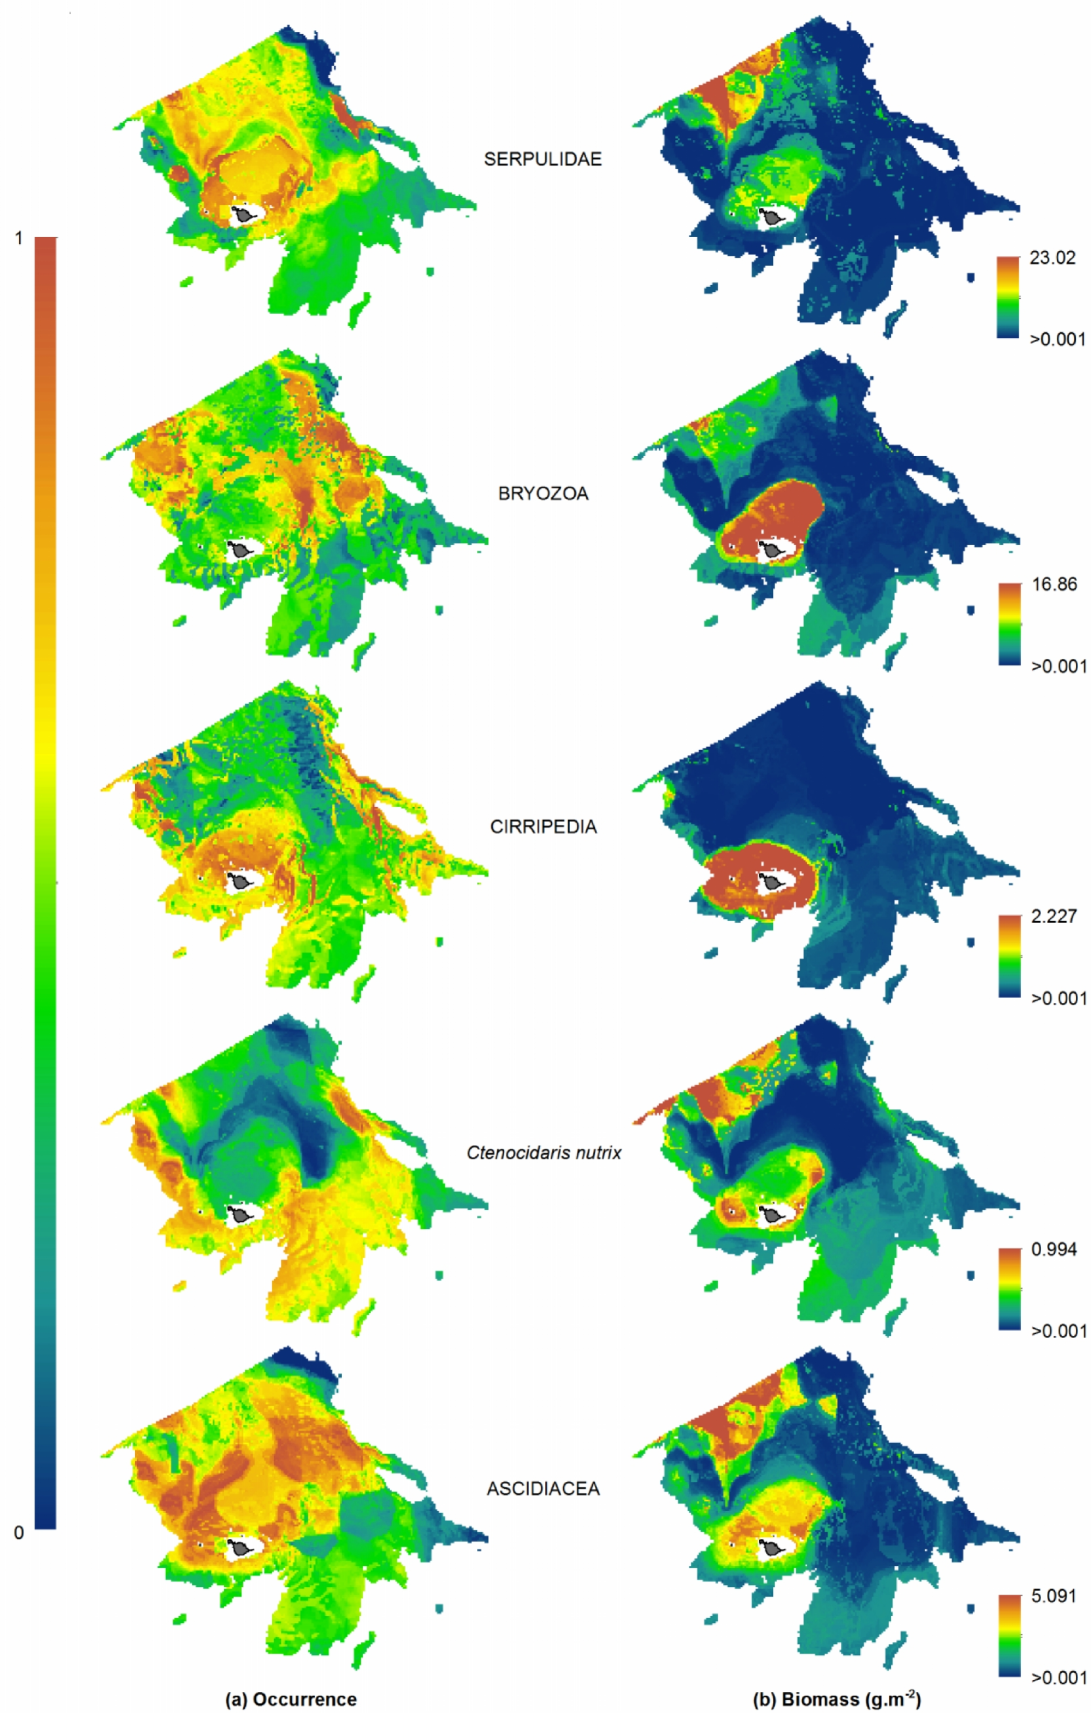 SERPULIDAE
1
23.02
>0.001
BRYOZOA
16.86
>0.001
CIRRIPEDIA
2.227
>0.001
Ctenocidaris nutrix
0.994
>0.001
ASCIDIACEA
0
5.091
>0.001
(a) Occurrence
(b) Biomass (g.m⁻²)